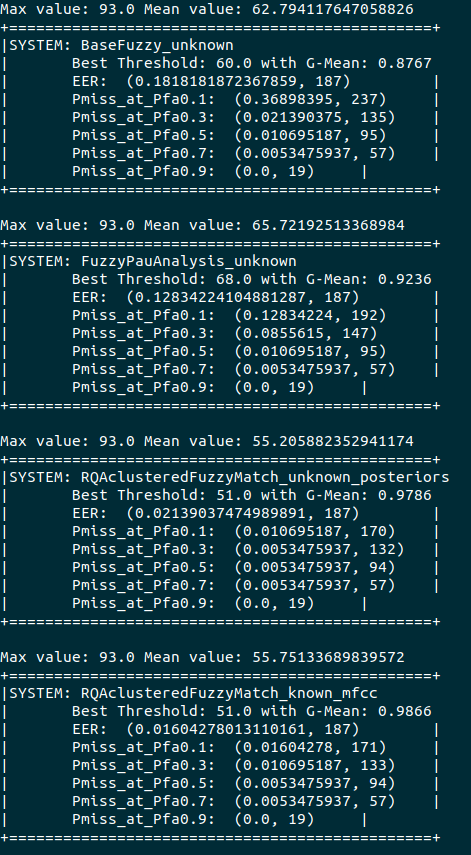 Max value: 93.0 Mean value: 62.794117647058826
+===============================================+
|SYSTEM: BaseFuzzy_unknown
|       Best Threshold: 60.0 with G-Mean: 0.8767
|       EER:  (0.1818181872367859, 187)         |
|       Pmiss_at_Pfa0.1:  (0.36898395, 237)     |
|       Pmiss_at_Pfa0.3:  (0.021390375, 135)    |
|       Pmiss_at_Pfa0.5:  (0.010695187, 95)     |
|       Pmiss_at_Pfa0.7:  (0.0053475937, 57)    |
|       Pmiss_at_Pfa0.9:  (0.0, 19)     |
+===============================================+
Max value: 93.0 Mean value: 65.72192513368984
+===============================================+
|SYSTEM: FuzzyPauAnalysis_unknown
|       Best Threshold: 68.0 with G-Mean: 0.9236
|       EER:  (0.12834224104881287, 187)        |
|       Pmiss_at_Pfa0.1:  (0.12834224, 192)     |
|       Pmiss_at_Pfa0.3:  (0.0855615, 147)      |
|       Pmiss_at_Pfa0.5:  (0.010695187, 95)     |
|       Pmiss_at_Pfa0.7:  (0.0053475937, 57)    |
|       Pmiss_at_Pfa0.9:  (0.0, 19)     |
+===============================================+
Max value: 93.0 Mean value: 55.205882352941174
+===============================================+
|SYSTEM: RQAclusteredFuzzyMatch_unknown_posteriors
|       Best Threshold: 51.0 with G-Mean: 0.9786
|       EER:  (0.02139037474989891, 187)        |
|       Pmiss_at_Pfa0.1:  (0.010695187, 170)    |
|       Pmiss_at_Pfa0.3:  (0.0053475937, 132)   |
|       Pmiss_at_Pfa0.5:  (0.0053475937, 94)    |
|       Pmiss_at_Pfa0.7:  (0.0053475937, 57)    |
|       Pmiss_at_Pfa0.9:  (0.0, 19)     |
+===============================================+
Max value: 93.0 Mean value: 55.75133689839572
+===============================================+
|SYSTEM: RQAclusteredFuzzyMatch_known_mfcc
|       Best Threshold: 51.0 with G-Mean: 0.9866
|       EER:  (0.01604278013110161, 187)        |
|       Pmiss_at_Pfa0.1:  (0.01604278, 171)     |
|       Pmiss_at_Pfa0.3:  (0.010695187, 133)    |
|       Pmiss_at_Pfa0.5:  (0.0053475937, 94)    |
|       Pmiss_at_Pfa0.7:  (0.0053475937, 57)    |
|       Pmiss_at_Pfa0.9:  (0.0, 19)     |
+===============================================+